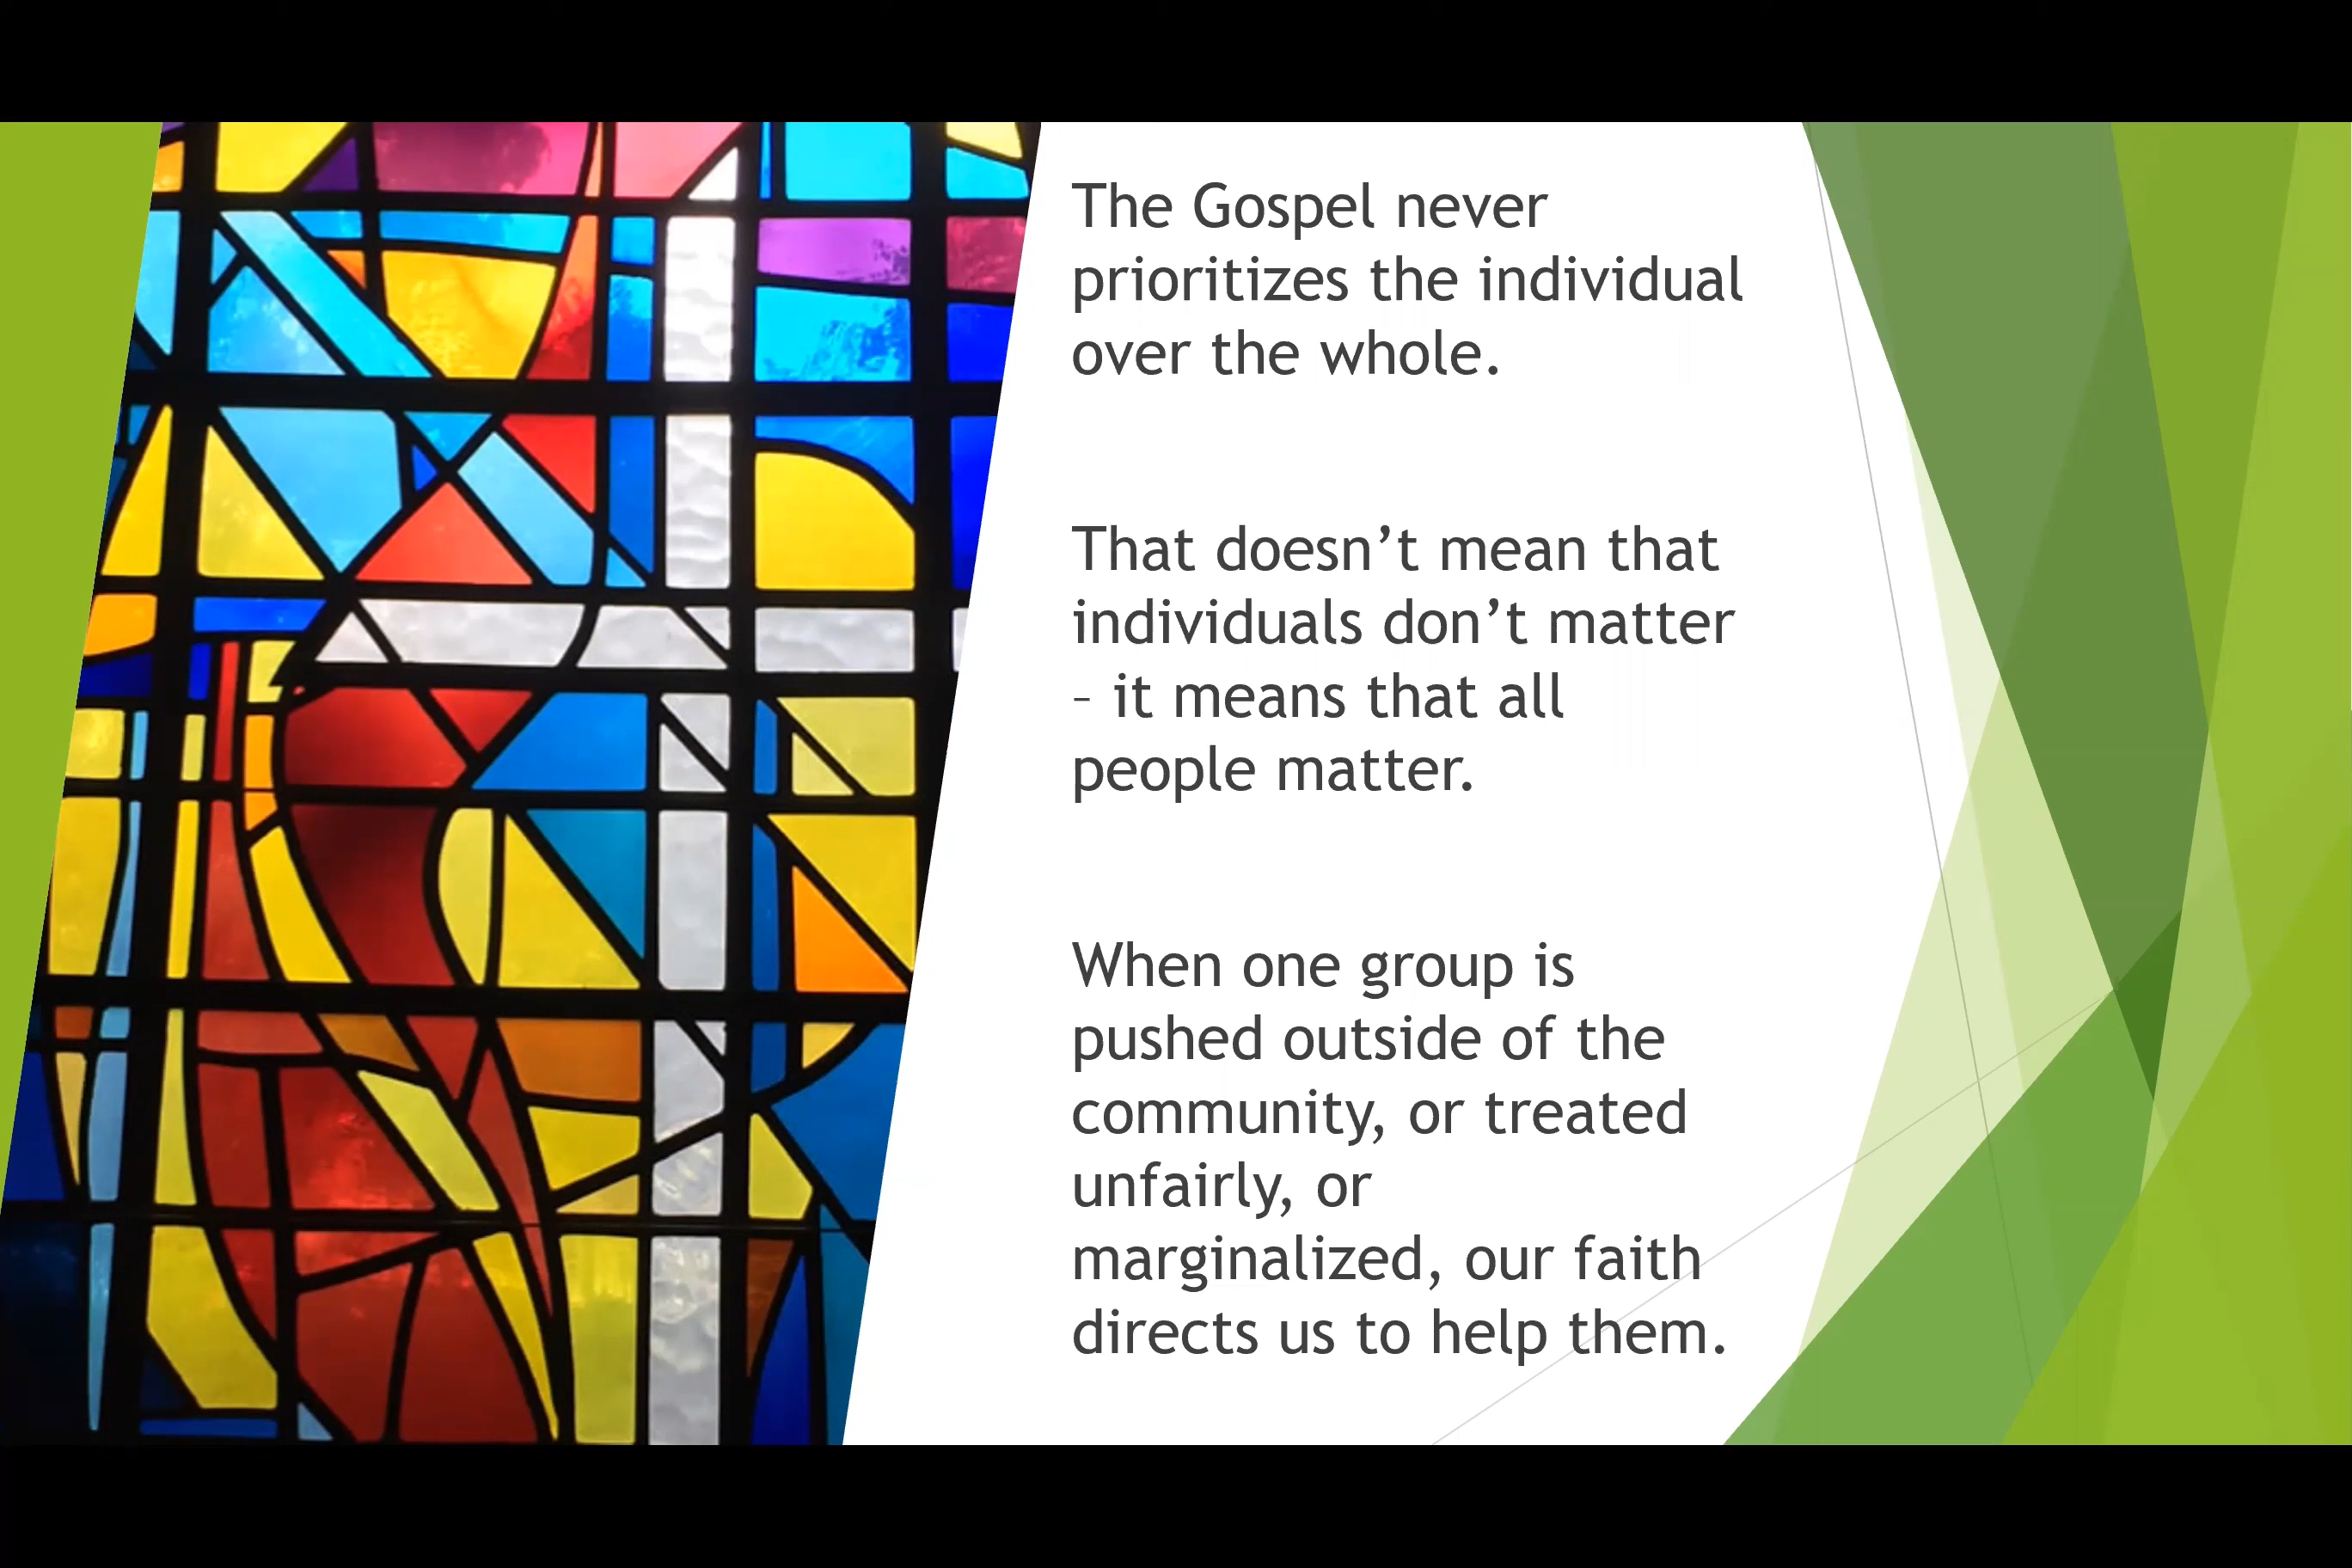 The Gospel never
prioritizes the individual
over the whole.
That doesn’t mean that
individuals don’t matter
– it means that all
people matter.
When one group is
pushed outside of the
community, or treated
unfairly, or
marginalized, our faith
directs us to help them.